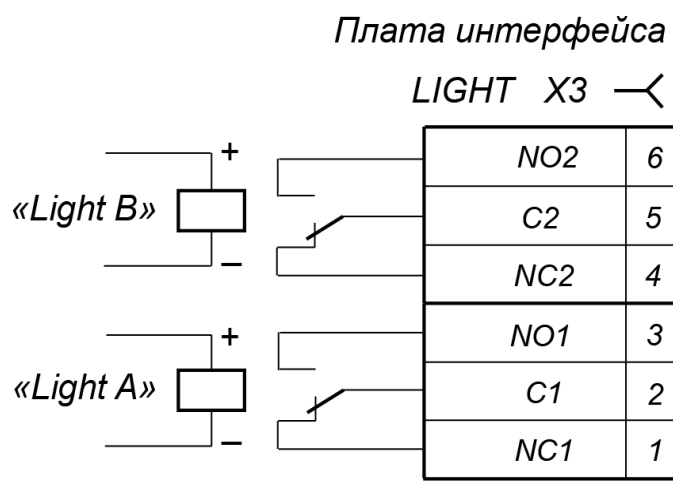 Плата интерфейса
LIGHT X3
+
NO2 6
«Light B»
C2 5
–
NC2 4
+
NO1 3
«Light A»
C1 2
–
NC1 1